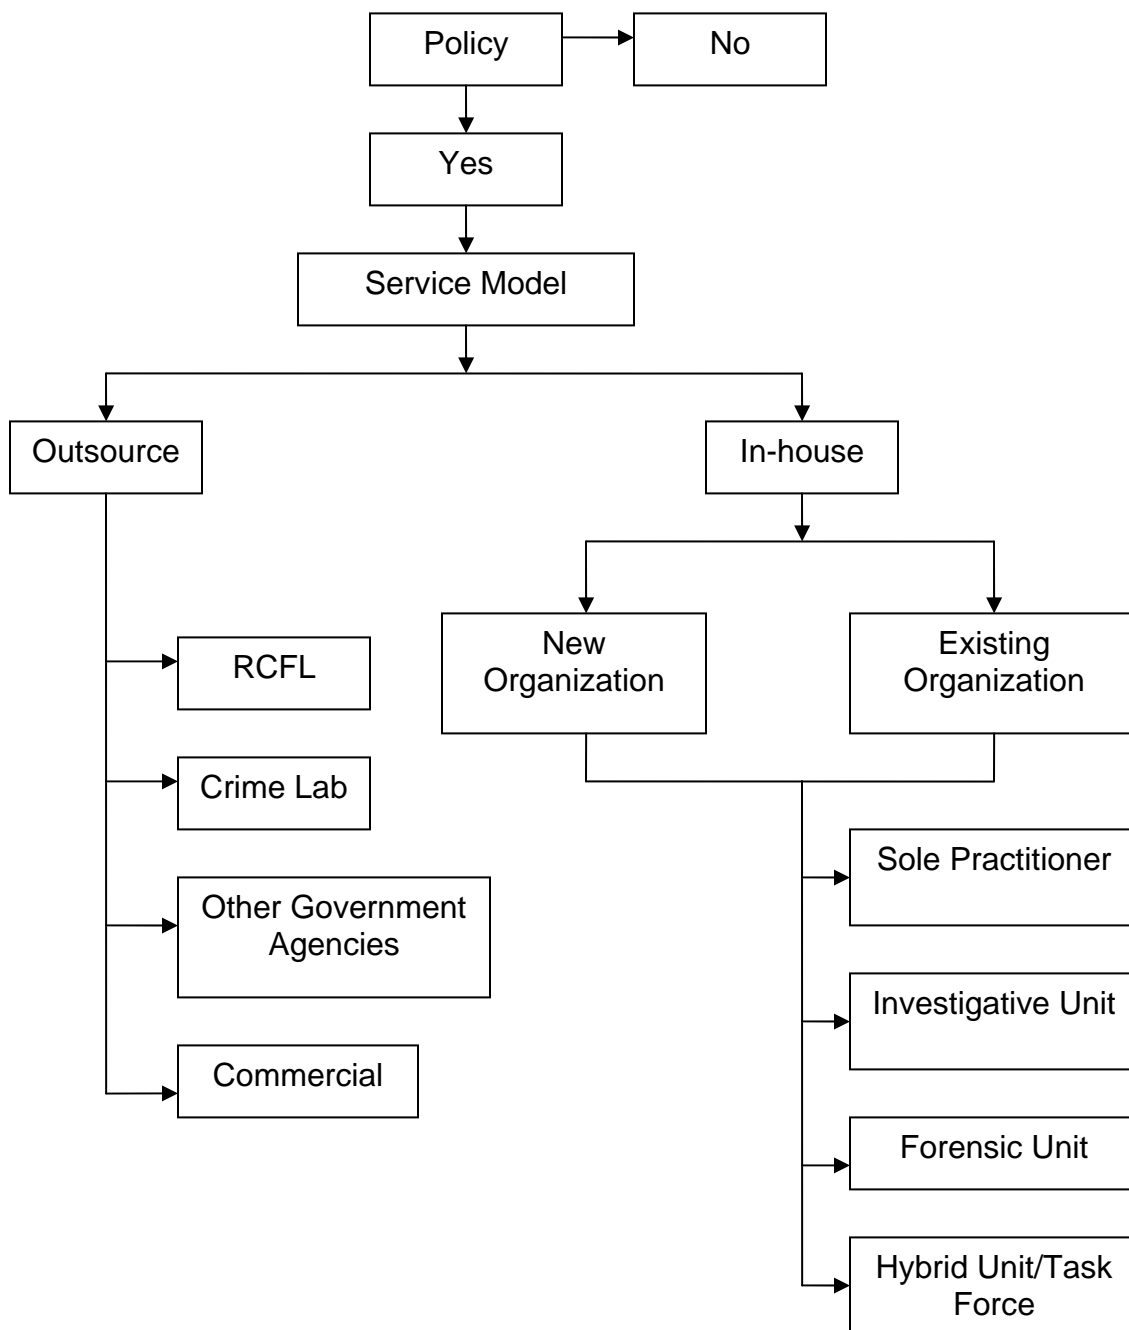 Policy
No
Yes
Service Model
Outsource
In-house
New
Organization
Existing
Organization
RCFL
Crime Lab
Other Government
Agencies
Commercial
Sole Practitioner
Investigative Unit
Forensic Unit
Hybrid Unit/Task
Force